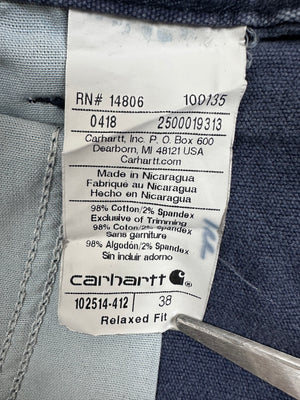 RN# 14806 100735
0418 2500019313
Carhartt, Inc. P.O. Box 600
Dearborn, MI 48121 USA
Carhartt.com
Made in Nicaragua
Fabriqué au Nicaragua
Hecho en Nicaragua
98% Cotton/2% Spandex
Exclusive of Trimming
98% Coton/2% Spandex
Sans garniture
98% Algodón/2% Spandex
Sin incluir adorno
carhartt
102514-412 38
Relaxed Fit